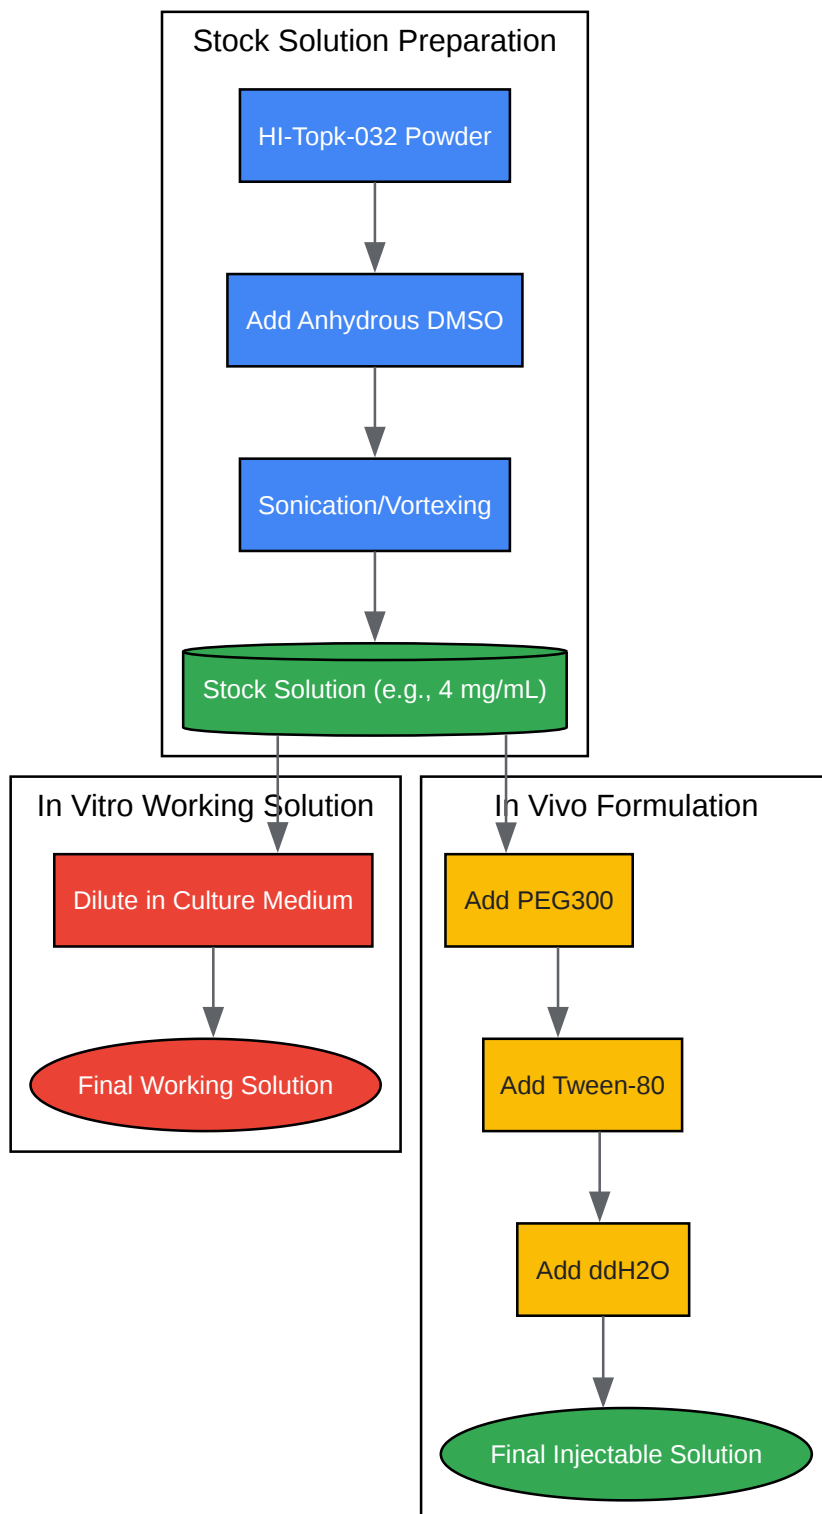 Stock Solution Preparation
HI-Topk-032 Powder
Add Anhydrous DMSO
Sonication/Vortexing
Stock Solution (e.g., 4 mg/mL)
In Vitro Working Solution
Dilute in Culture Medium
Final Working Solution
In Vivo Formulation
Add PEG300
Add Tween-80
Add ddH2O
Final Injectable Solution